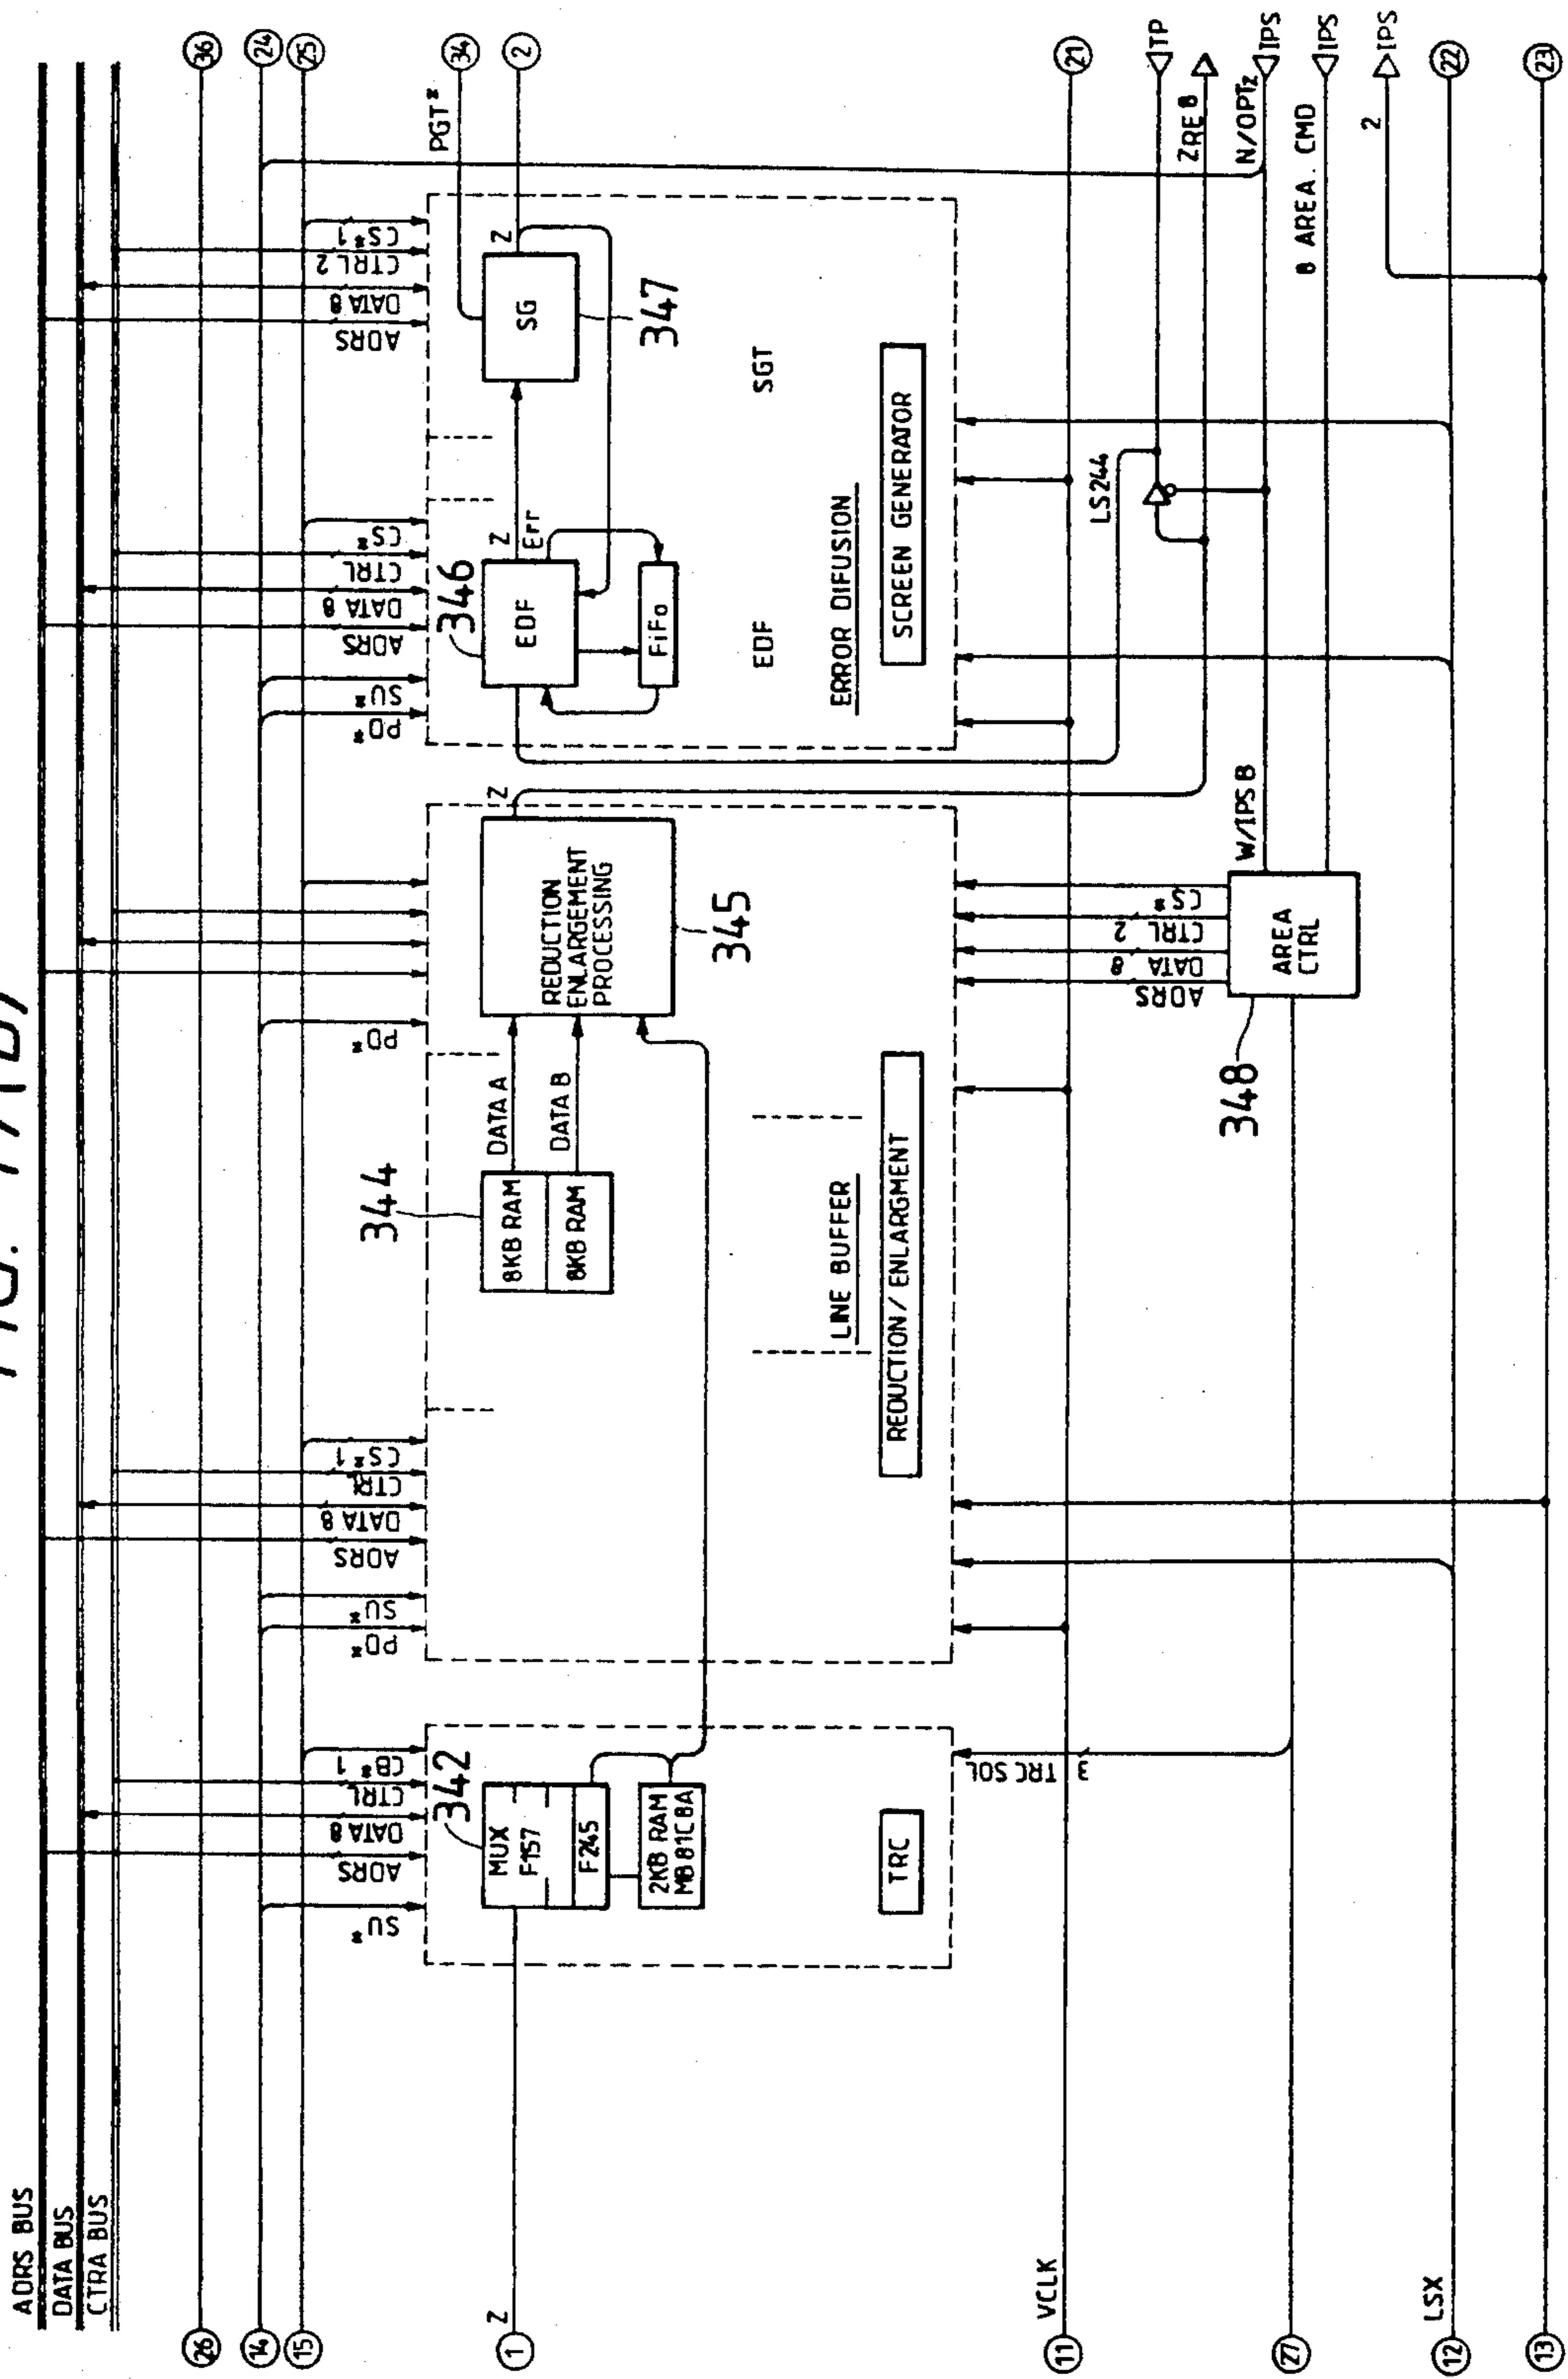 ADRS BUS
DATA BUS
CTRA BUS
26
14
15
1
Z
11
VCLK
27
12
LSX
13
SU*
ADRS
DATA 8
CTRL
CB*1
342
MUX
F157
F245
2KB RAM
MB81C8A
TRC
3 TRC SOL
PD*
SU*
ADRS
DATA 8
CTRL
CS*1
344
8KB RAM
8KB RAM
DATA A
DATA B
LINE BUFFER
REDUCTION / ENLARGMENT
PD*
REDUCTION
ENLARGEMENT
PROCESSING
345
Z
ADRS
DATA 8
CTRL 2
CS*
AREA
CTRL
348
W/IPS B
PD*
SU*
ADRS
DATA 8
CTRL
CS*
346
EDF
Z
Err
FiFo
EDF
ERROR DIFUSION
SCREEN GENERATOR
SGT
ADRS
DATA 8
CTRL 2
CS*1
SG
347
Z
LS244
PGT*
36
24
25
34
2
21
TP
ZRE 8
N/OPTz
IPS
8 AREA. CMD
IPS
2
IPS
22
23